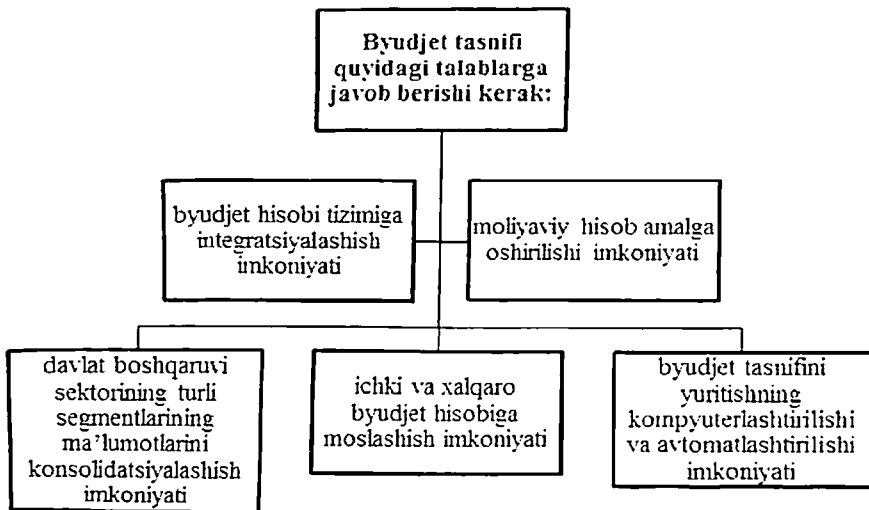 Byudjet tasnifi
quyidagi talablarga
javob berishi kerak:
byudjet hisobi tizimiga
integratsiyalashish
imkoniyati
moliyaviy hisob amalga
oshirilishi imkoniyati
davlat boshqaruvi
sektorining turli
segmentlarining
ma'lumotlarini
konsolidatsiyalashish
imkoniyati
ichki va xalqaro
byudjet hisobiga
moslashish imkoniyati
byudjet tasnifini
yuritishning
kompyuterlashtirilishi
va avtomatlashtirilishi
imkoniyati